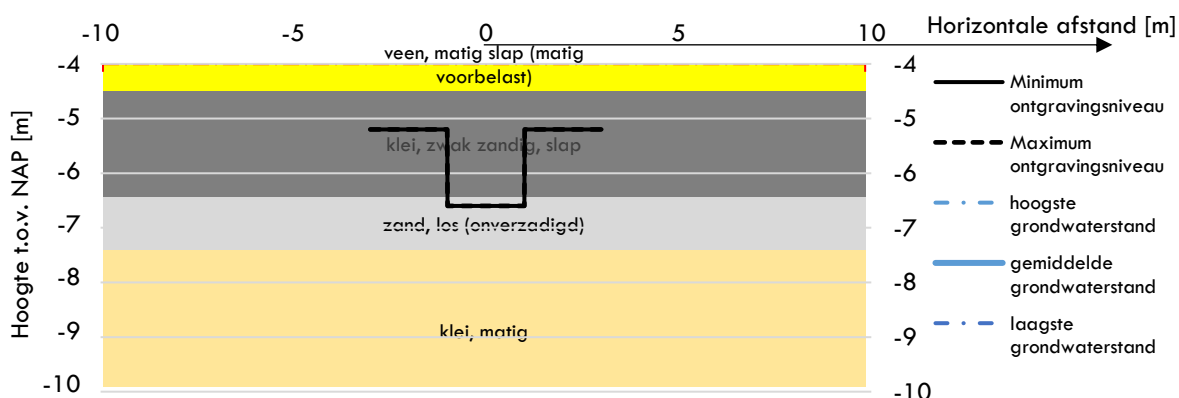 -10 -5 0 5 10 Horizontale afstand [m]
veen, matig slap (matig
voorbelast)
Hoogte t.o.v. NAP [m]
-4 -4
-5 -5
klei, zwak zandig, slap
-6 -6
-7 -7
zand, los (onverzadigd)
-8 -8
-9 -9
klei, matig
-10 -10
Minimum
ontgravingsniveau
Maximum
ontgravingsniveau
hoogste
grondwaterstand
gemiddelde
grondwaterstand
laagste
grondwaterstand